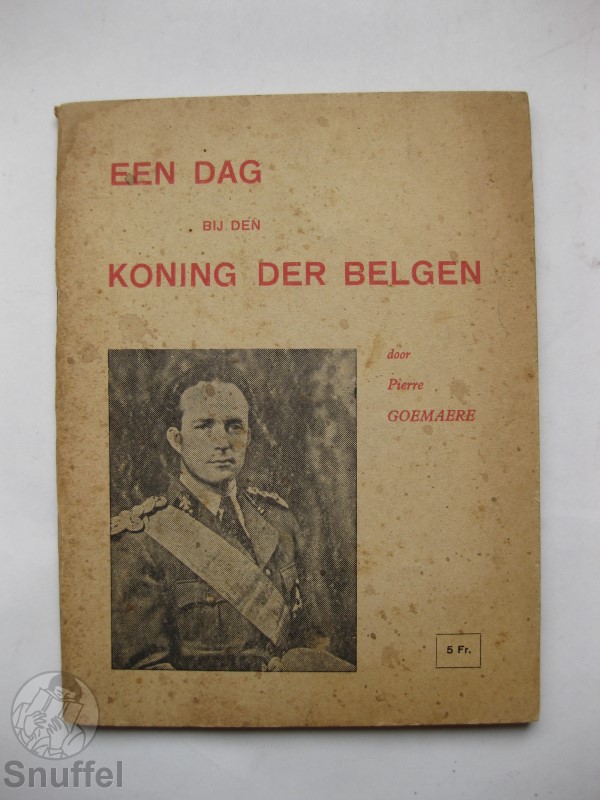 EEN DAG
BIJ DEN
KONING DER BELGEN
door
Pierre
GOEMAERE
5 Fr.
Snuffel